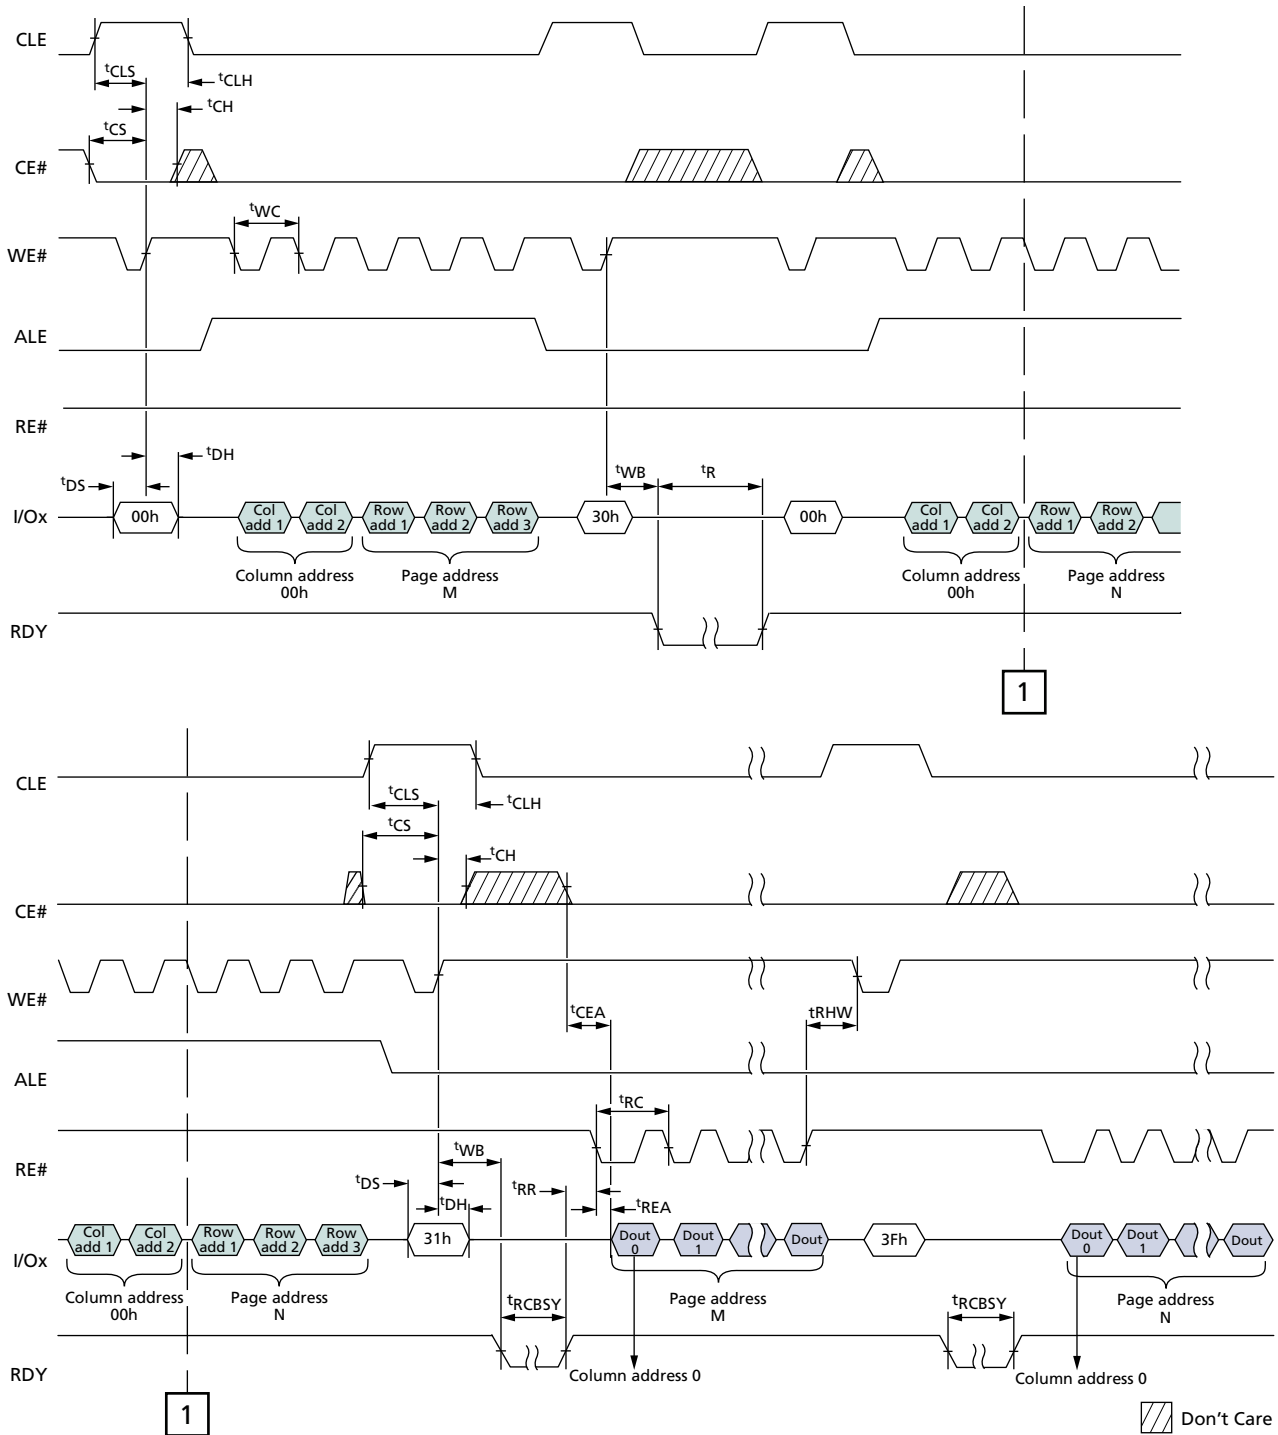 CLE
tCLS
tCLH
tCH
tCS
CE#
tWC
WE#
ALE
RE#
tDH
tDS
tWB
tR
I/Ox
00h
Col add 1
Col add 2
Row add 1
Row add 2
Row add 3
30h
00h
Col add 1
Col add 2
Row add 1
Row add 2
Column address
00h
Page address
M
Column address
00h
Page address
N
RDY
1
CLE
tCLS
tCLH
tCS
tCH
CE#
WE#
tCEA
tRHW
ALE
tRC
tWB
RE#
tDS
tRR
tDH
tREA
I/Ox
Col add 1
Col add 2
Row add 1
Row add 2
Row add 3
31h
Dout 0
Dout 1
Dout
3Fh
Dout 0
Dout 1
Dout
Column address
00h
Page address
N
tRCBSY
Page address
M
tRCBSY
Page address
N
RDY
Column address 0
Column address 0
1
Don't Care